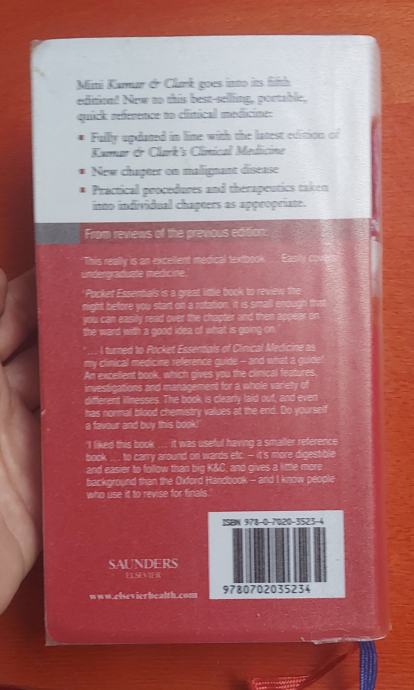 Mini Kumar & Clark goes into its fifth
edition! New to this best-selling, portable,
quick reference to clinical medicine:
▪ Fully updated in line with the latest edition of
Kumar & Clark's Clinical Medicine
▪ New chapter on malignant disease
▪ Practical procedures and therapeutics taken
into individual chapters as appropriate.
From reviews of the previous edition:
'This really is an excellent medical textbook ... Easily covers
undergraduate medicine.'
'Pocket Essentials is a great little book to review the
night before you start on a rotation. It is small enough that
you can easily read over the chapter and then appear on
the ward with a good idea of what is going on.'
'... I turned to Pocket Essentials of Clinical Medicine as
my clinical medicine reference guide – and what a guide!
An excellent book, which gives you the clinical features,
investigations and management for a whole variety of
different illnesses. The book is clearly laid out, and even
has normal blood chemistry values at the end. Do yourself
a favour and buy this book!'
'I liked this book ... it was useful having a smaller reference
book ... to carry around on wards etc. – it's more digestible
and easier to follow than big K&C, and gives a little more
background than the Oxford Handbook – and I know people
who use it to revise for finals.'
ISBN 978-0-7020-3523-4
9780702035234
SAUNDERS
ELSEVIER
www.elsevierhealth.com